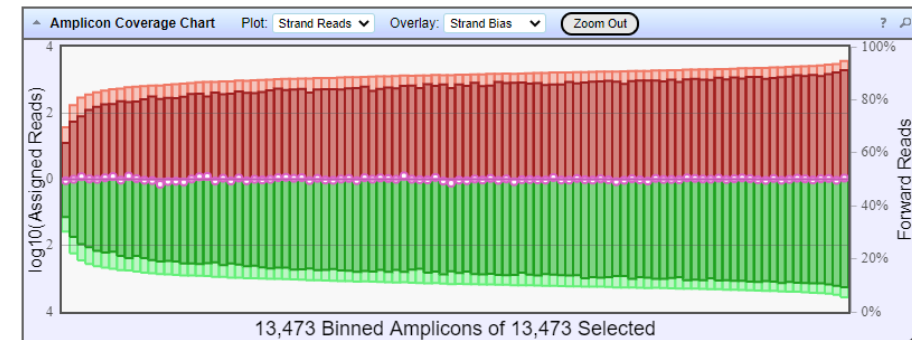 Amplicon Coverage Chart Plot: Strand Reads Overlay: Strand Bias Zoom Out ?
log10(Assigned Reads)
4
2
0
2
4
100%
80%
60%
40%
20%
0%
Forward Reads
13,473 Binned Amplicons of 13,473 Selected